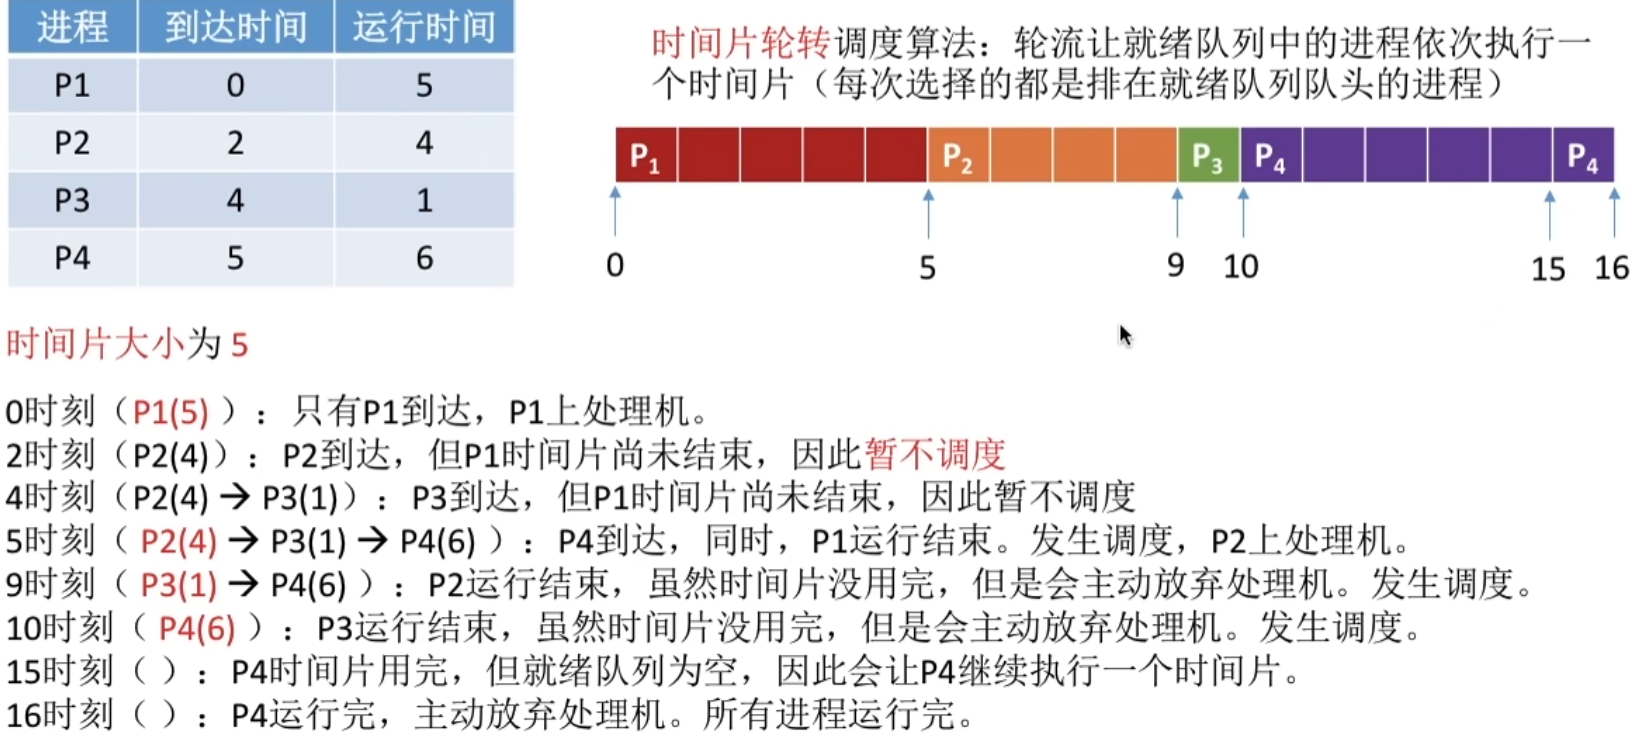 进程 到达时间 运行时间
P1 0 5
P2 2 4
P3 4 1
P4 5 6
时间片轮转调度算法：轮流让就绪队列中的进程依次执行一
个时间片（每次选择的都是排在就绪队列队头的进程）
P1 P2 P3 P4 P4
0 5 9 10 15 16
时间片大小为 5
0时刻（P1(5)）：只有P1到达，P1上处理机。
2时刻（P2(4)）：P2到达，但P1时间片尚未结束，因此暂不调度
4时刻（P2(4) → P3(1)）：P3到达，但P1时间片尚未结束，因此暂不调度
5时刻（ P2(4) → P3(1) → P4(6) ）：P4到达，同时，P1运行结束。发生调度，P2上处理机。
9时刻（ P3(1) → P4(6) ）：P2运行结束，虽然时间片没用完，但是会主动放弃处理机。发生调度。
10时刻（ P4(6) ）：P3运行结束，虽然时间片没用完，但是会主动放弃处理机。发生调度。
15时刻（ ）：P4时间片用完，但就绪队列为空，因此会让P4继续执行一个时间片。
16时刻（ ）：P4运行完，主动放弃处理机。所有进程运行完。